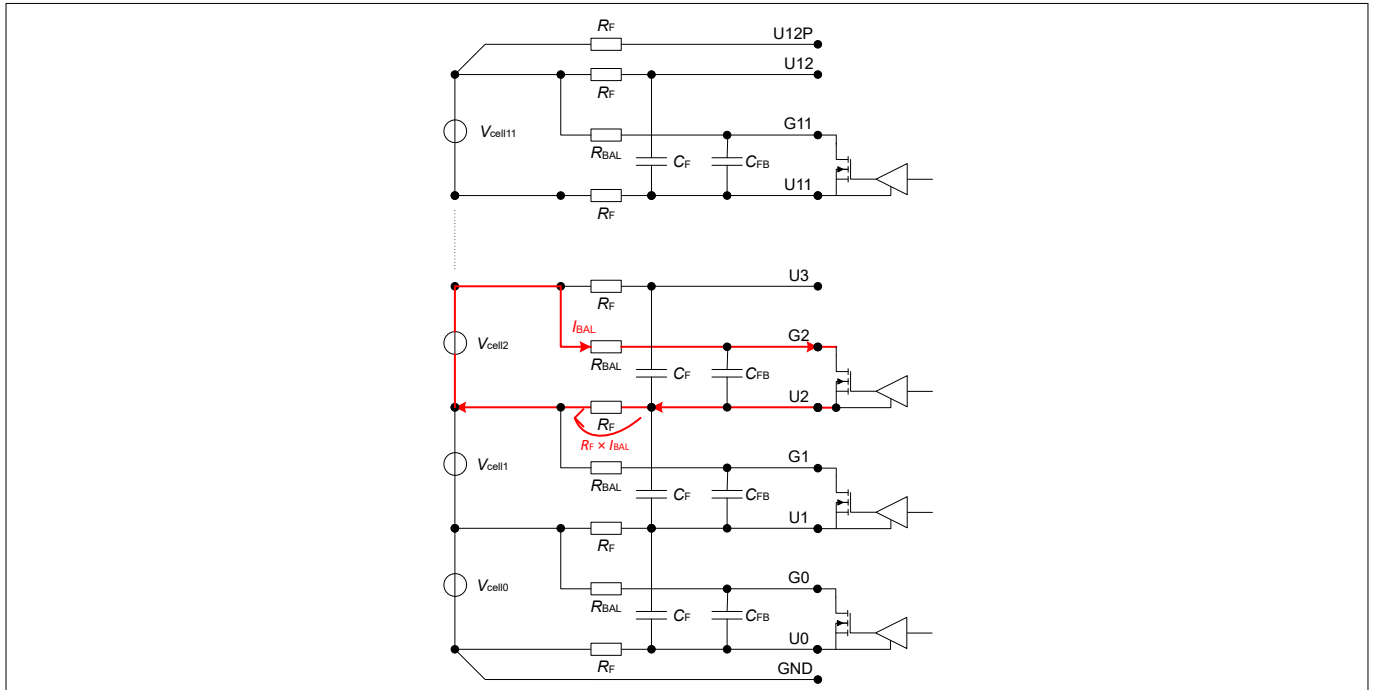 RF
U12P
U12
RF
G11
Vcell11
RBAL
CF
CFB
U11
RF
U3
RF
IBAL
G2
Vcell2
RBAL
CF
CFB
U2
RF
RF × IBAL
G1
Vcell1
RBAL
CF
CFB
U1
RF
G0
Vcell0
RBAL
CF
CFB
U0
RF
GND